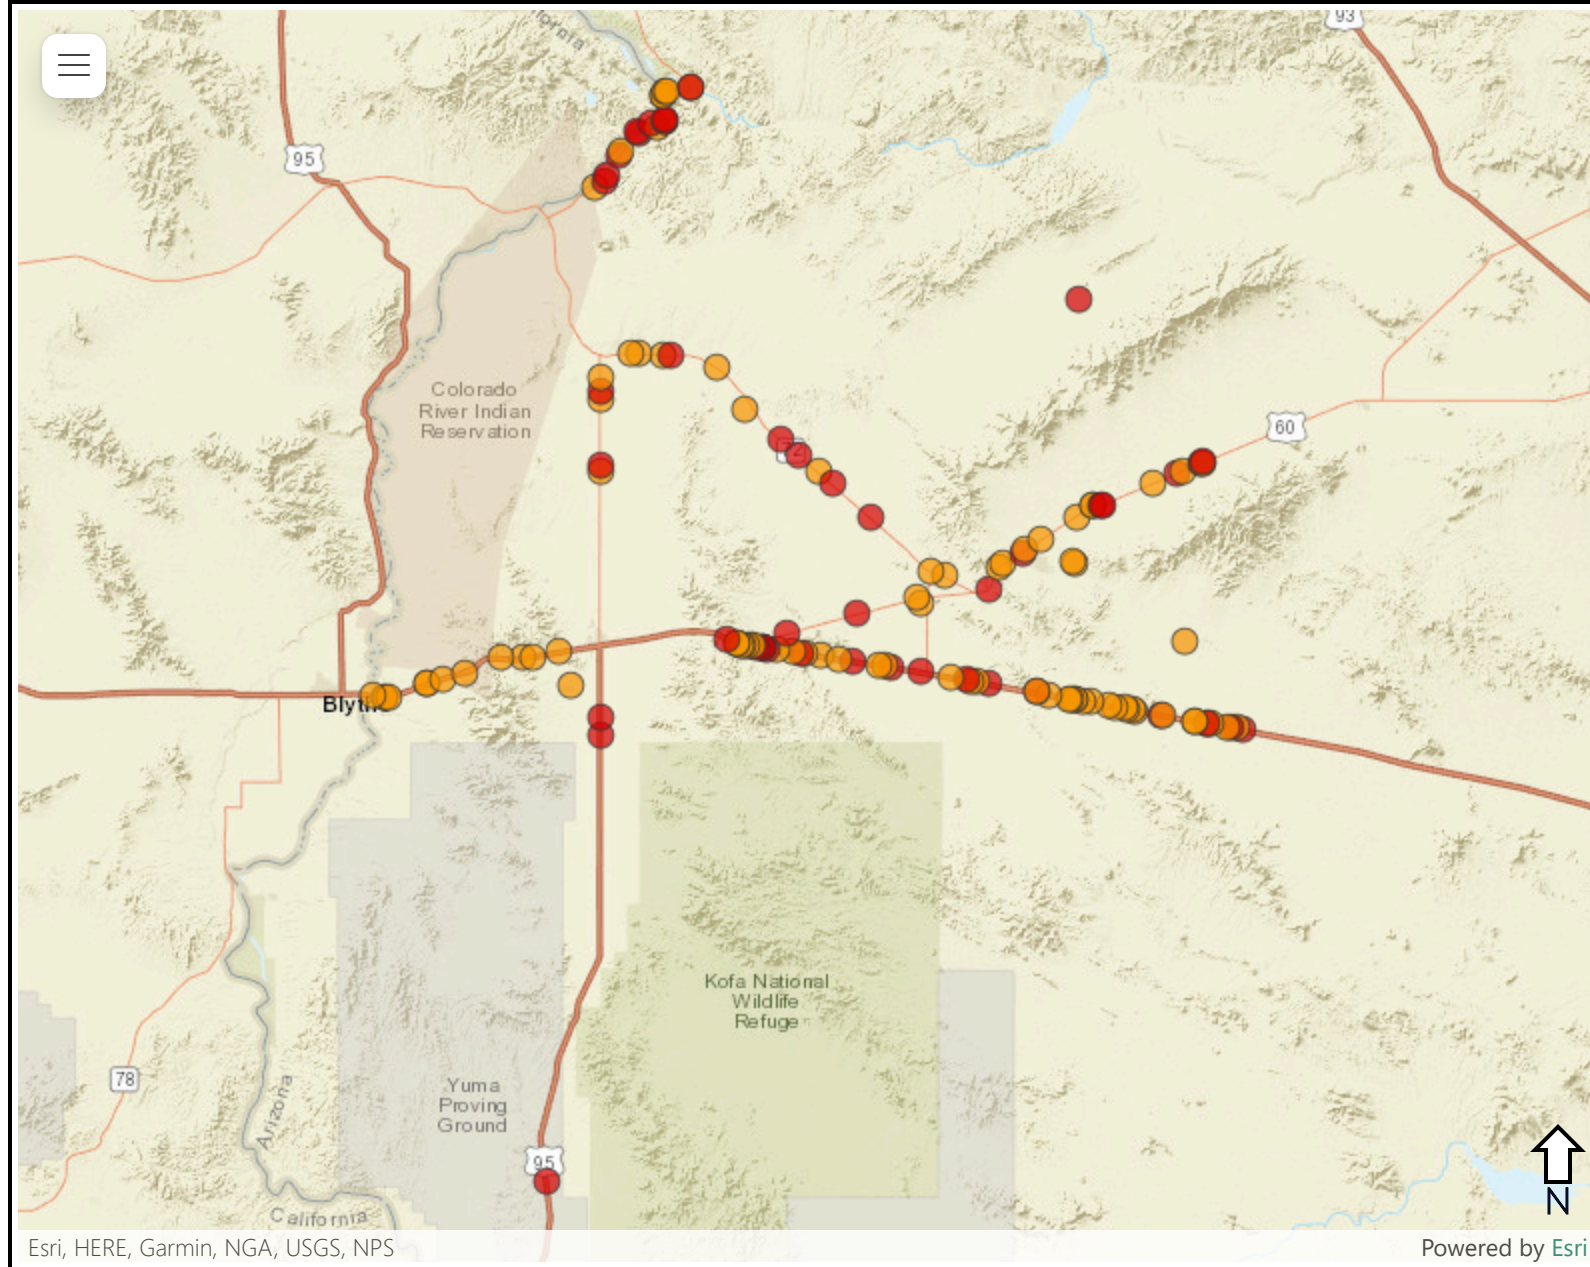 93
95
Colorado
River Indian
Reservation
60
Kofa National
Wildlife
Refuge
78
Yuma
Proving
Ground
Arizona
95
California
N
Esri, HERE, Garmin, NGA, USGS, NPS
Powered by Esri